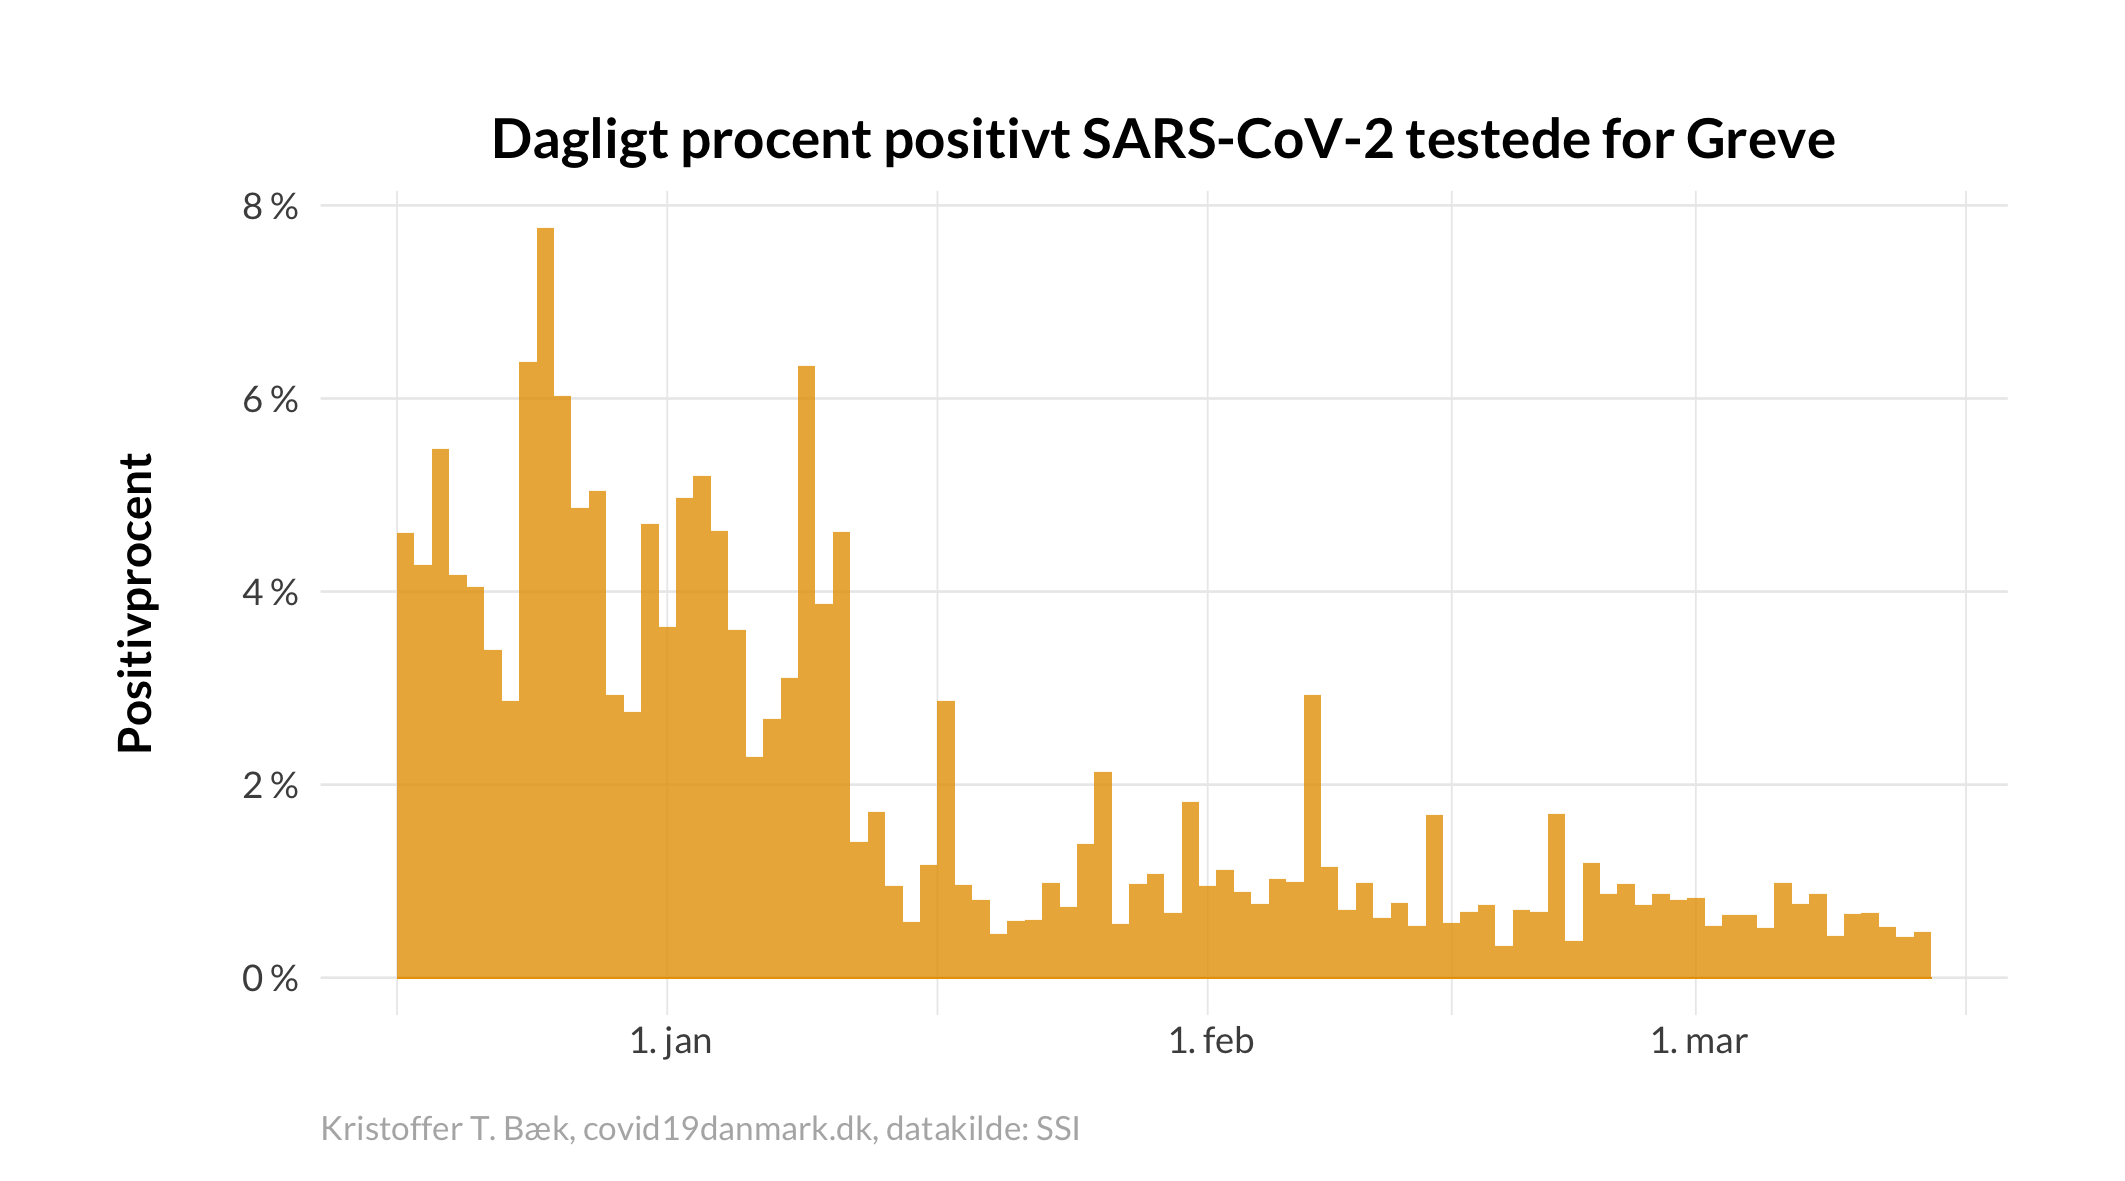 Dagligt procent positivt SARS-CoV-2 testede for Greve
Positivprocent
8 %
6 %
4 %
2 %
0 %
1. jan
1. feb
1. mar
Kristoffer T. Bæk, covid19danmark.dk, datakilde: SSI